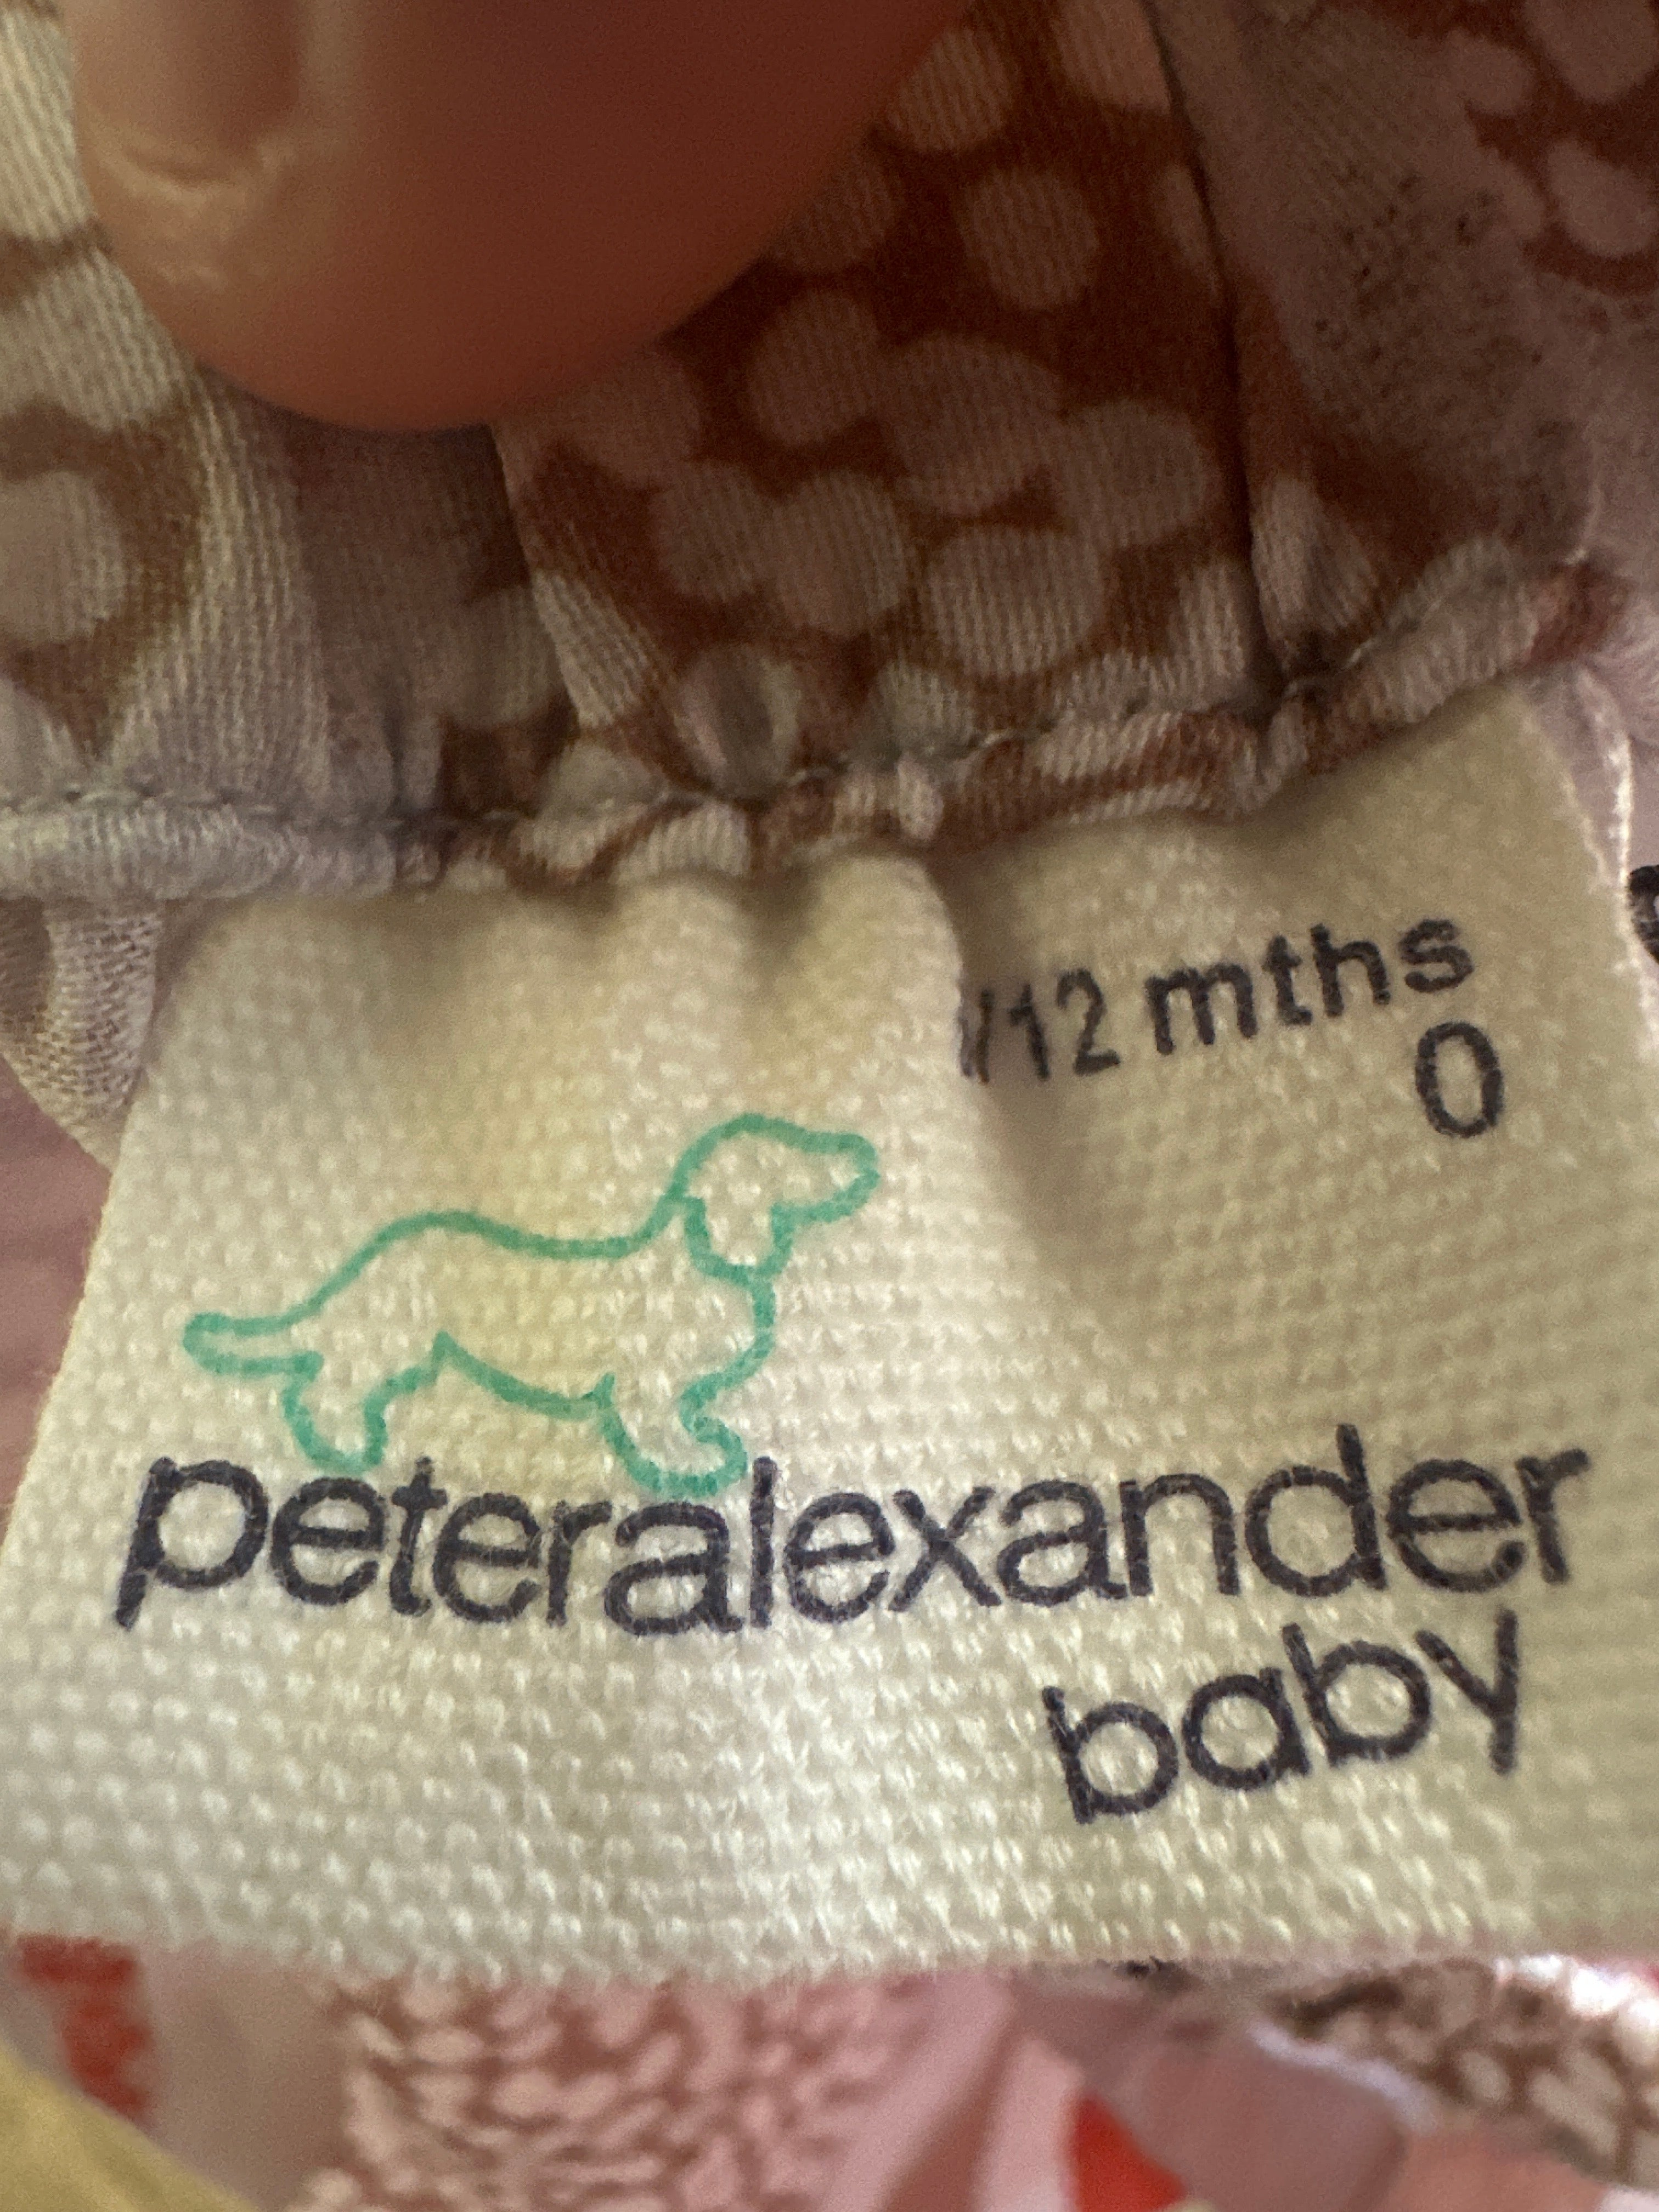 /12 mths
0
peteralexander
baby